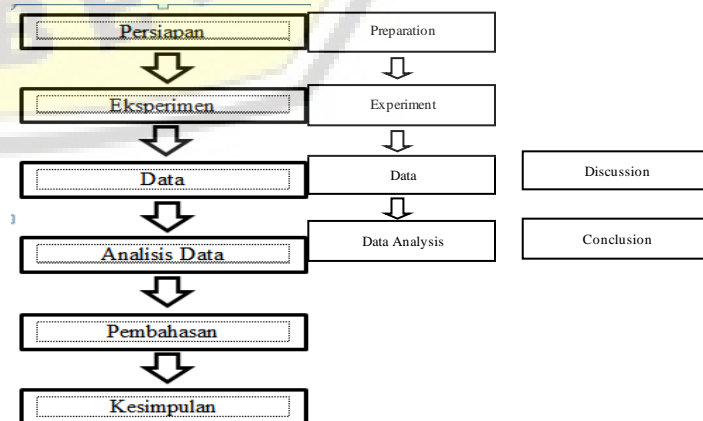 Persiapan
Preparation
Eksperimen
Experiment
Data
Data
Discussion
Analisis Data
Data Analysis
Conclusion
Pembahasan
Kesimpulan